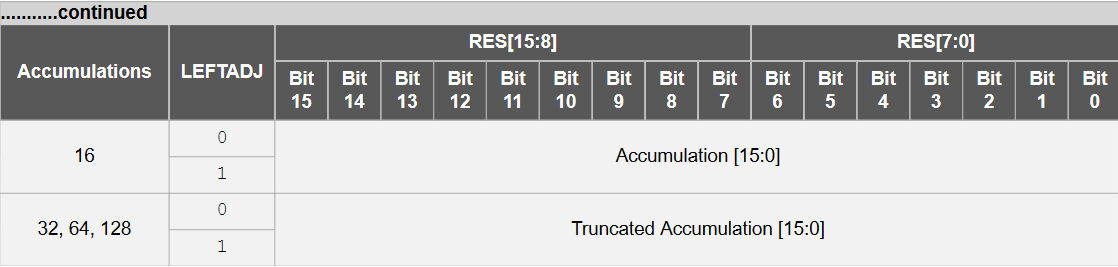 ...........continued
Accumulations LEFTADJ RES[15:8] RES[7:0]
Bit 15 Bit 14 Bit 13 Bit 12 Bit 11 Bit 10 Bit 9 Bit 8 Bit 7 Bit 6 Bit 5 Bit 4 Bit 3 Bit 2 Bit 1 Bit 0
16 0 Accumulation [15:0]
1
32, 64, 128 0 Truncated Accumulation [15:0]
1